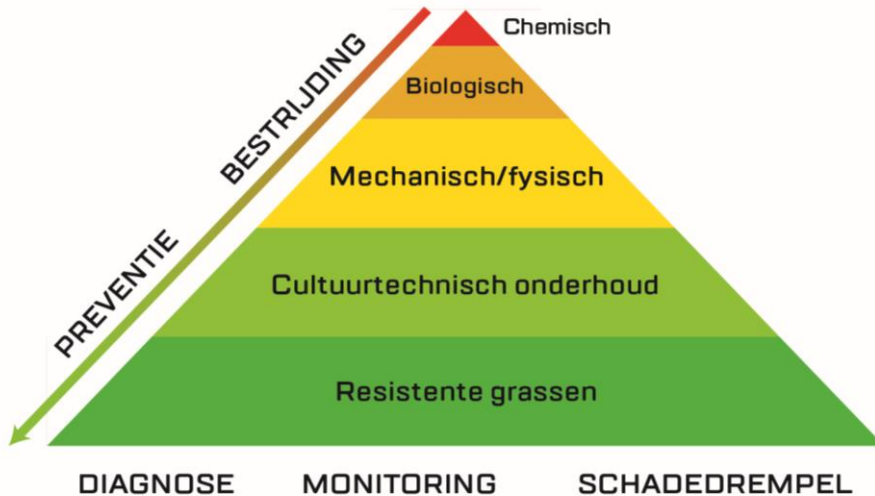 Chemisch
BESTRIJDING
Biologisch
Mechanisch/fysisch
PREVENTIE
Cultuurtechnisch onderhoud
Resistente grassen
DIAGNOSE MONITORING SCHADEDREMPEL